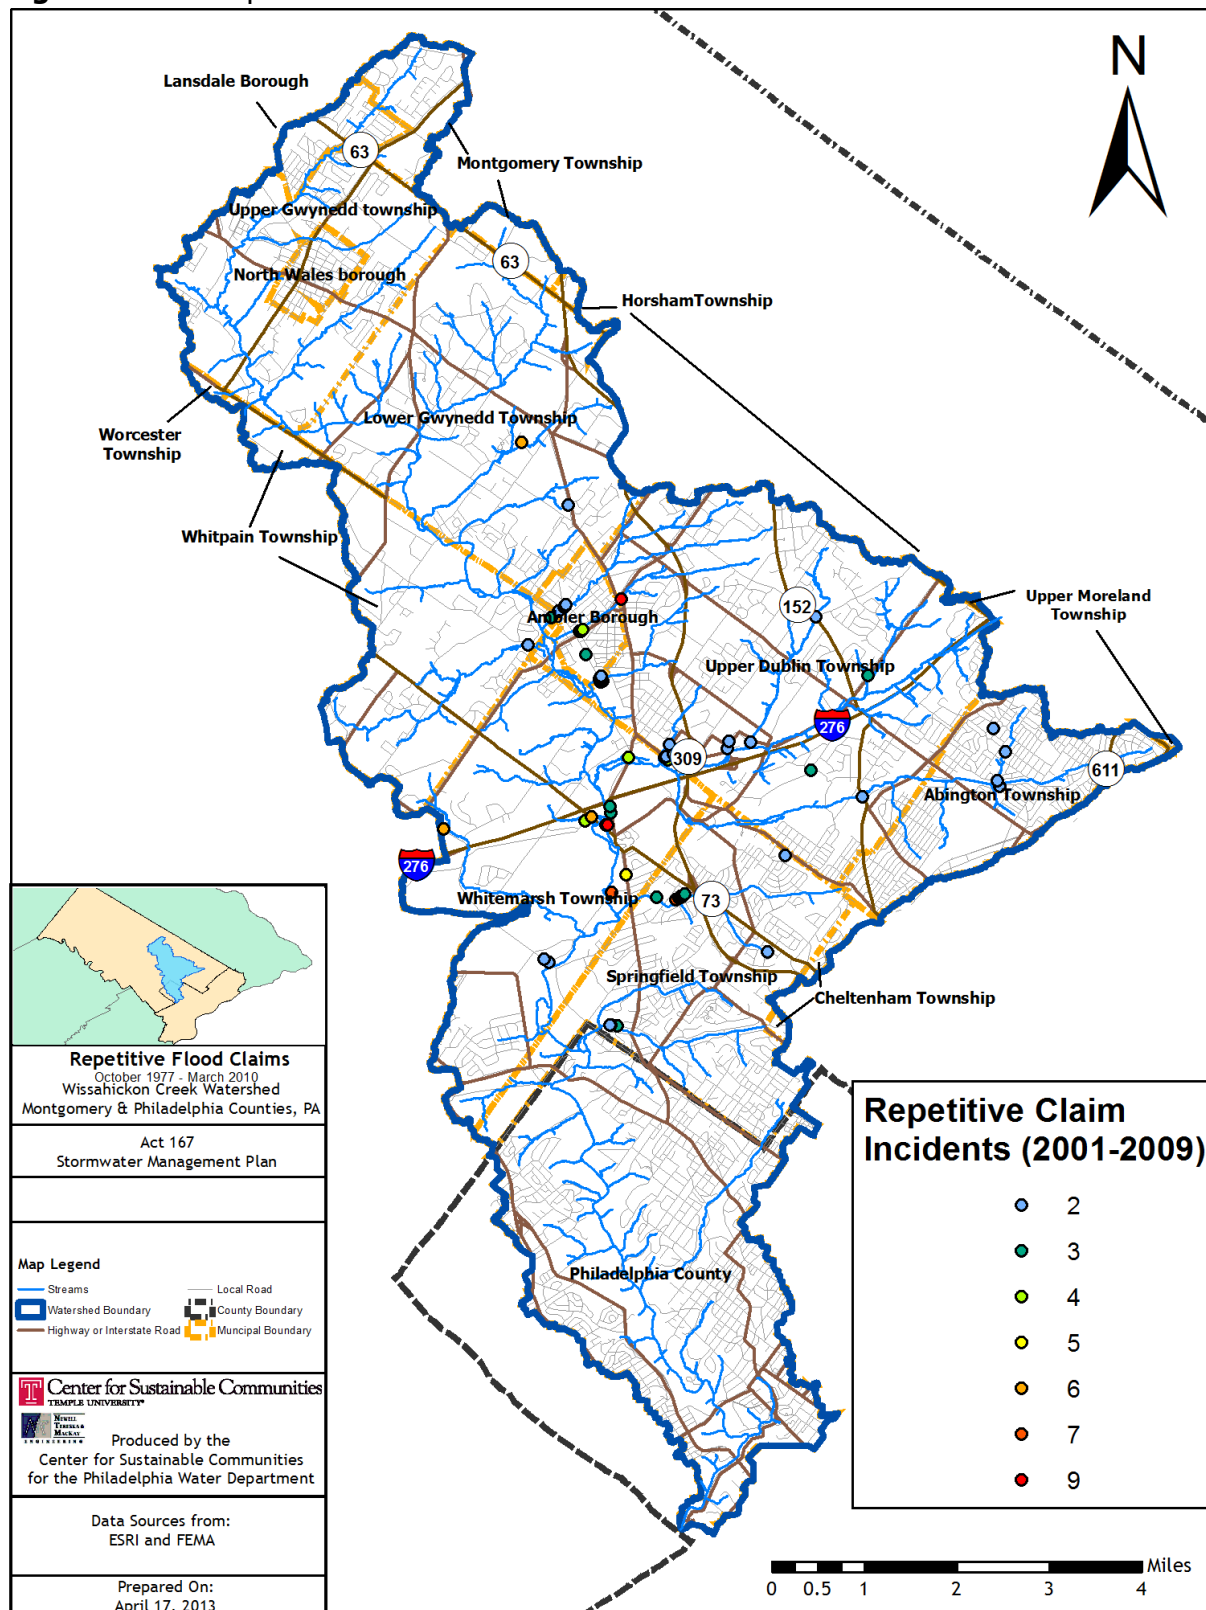 N
Lansdale Borough
63
Montgomery Township
Upper Gwynedd township
63
North Wales borough
HorshamTownship
Lower Gwynedd Township
Worcester
Township
Whitpain Township
152
Upper Moreland
Township
Ambler Borough
Upper Dublin Township
276
309
611
Abington Township
276
Whitemarsh Township
73
Springfield Township
Cheltenham Township
Philadelphia County
Repetitive Flood Claims
October 1977 - March 2010
Wissahickon Creek Watershed
Montgomery & Philadelphia Counties, PA
Act 167
Stormwater Management Plan
Map Legend
Streams
Local Road
Watershed Boundary
County Boundary
Highway or Interstate Road
Muncipal Boundary
Center for Sustainable Communities
TEMPLE UNIVERSITY®
NEWELL
TEREKA &
MACKAY
ENGINEERING
Produced by the
Center for Sustainable Communities
for the Philadelphia Water Department
Data Sources from:
ESRI and FEMA
Prepared On:
April 17, 2013
Repetitive Claim
Incidents (2001-2009)
2
3
4
5
6
7
9
Miles
0 0.5 1 2 3 4